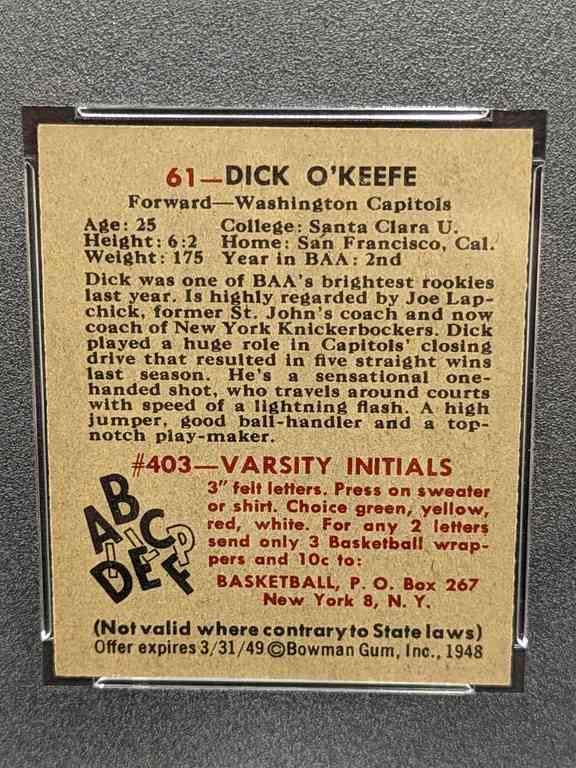 61—DICK O'KEEFE
Forward—Washington Capitols
Age: 25 College: Santa Clara U.
Height: 6:2 Home: San Francisco, Cal.
Weight: 175 Year in BAA: 2nd
Dick was one of BAA's brightest rookies
last year. Is highly regarded by Joe Lap-
chick, former St. John's coach and now
coach of New York Knickerbockers. Dick
played a huge role in Capitols' closing
drive that resulted in five straight wins
last season. He's a sensational one-
handed shot, who travels around courts
with speed of a lightning flash. A high
jumper, good ball-handler and a top-
notch play-maker.
#403—VARSITY INITIALS
3" felt letters. Press on sweater
or shirt. Choice green, yellow,
red, white. For any 2 letters
send only 3 Basketball wrap-
pers and 10c to:
BASKETBALL, P. O. Box 267
New York 8, N. Y.
(Not valid where contrary to State laws)
Offer expires 3/31/49 ©Bowman Gum, Inc., 1948